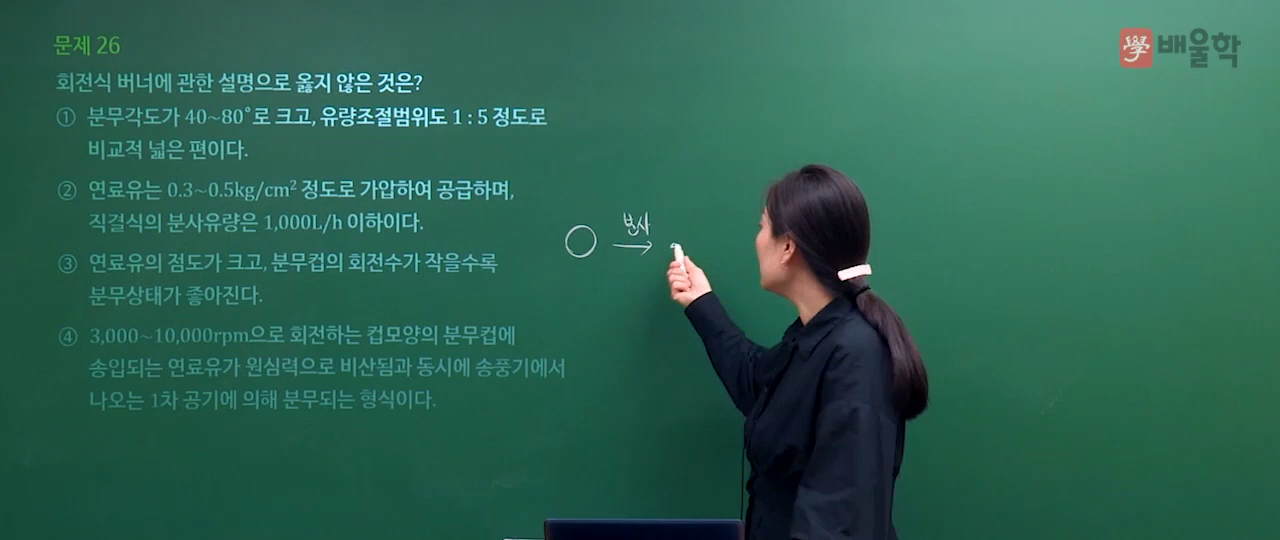 문제 26
學 배울학
회전식 버너에 관한 설명으로 옳지 않은 것은?
① 분무각도가 40~80°로 크고, 유량조절범위도 1 : 5 정도로
비교적 넓은 편이다.
② 연료유는 0.3~0.5kg/cm² 정도로 가압하여 공급하며,
직결식의 분사유량은 1,000L/h 이하이다.
분사
③ 연료유의 점도가 크고, 분무컵의 회전수가 작을수록
분무상태가 좋아진다.
④ 3,000~10,000rpm으로 회전하는 컵모양의 분무컵에
송입되는 연료유가 원심력으로 비산됨과 동시에 송풍기에서
나오는 1차 공기에 의해 분무되는 형식이다.